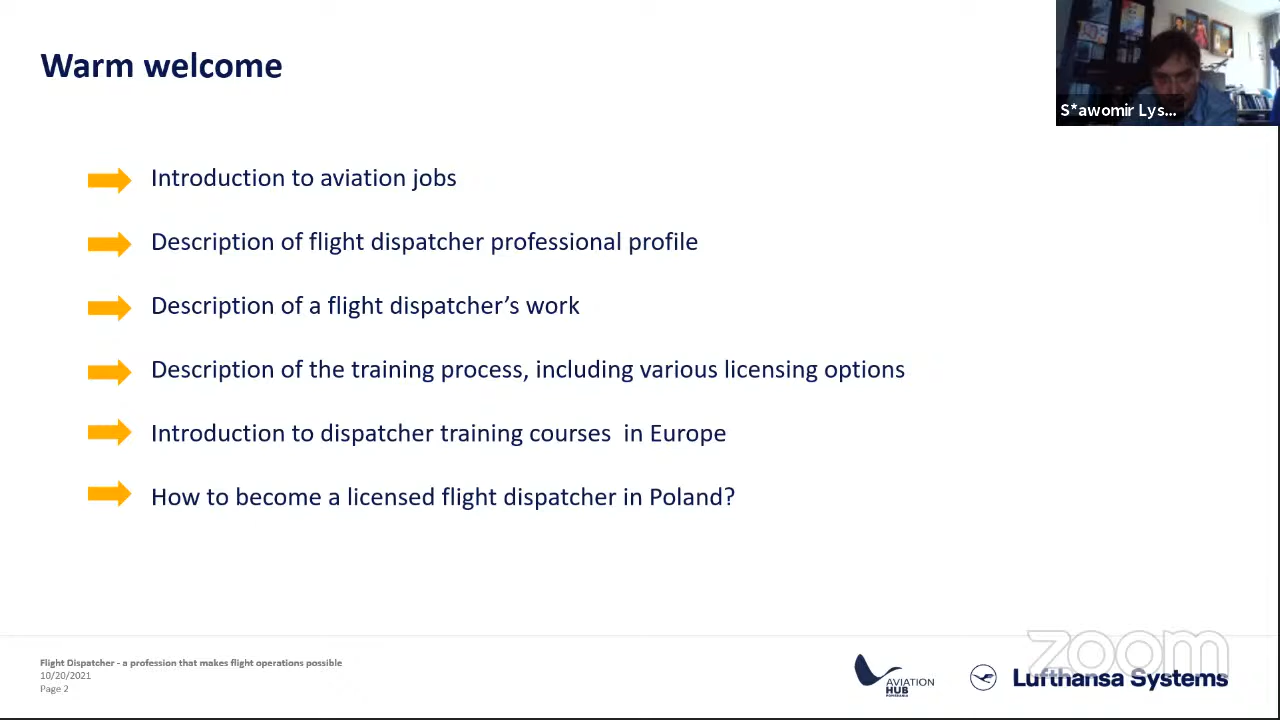 Warm welcome
S*awomir Lys...
Introduction to aviation jobs
Description of flight dispatcher professional profile
Description of a flight dispatcher’s work
Description of the training process, including various licensing options
Introduction to dispatcher training courses  in Europe
How to become a licensed flight dispatcher in Poland?
Flight Dispatcher - a profession that makes flight operations possible
10/20/2021
Page 2
AVIATION
HUB
zoom
Lufthansa Systems